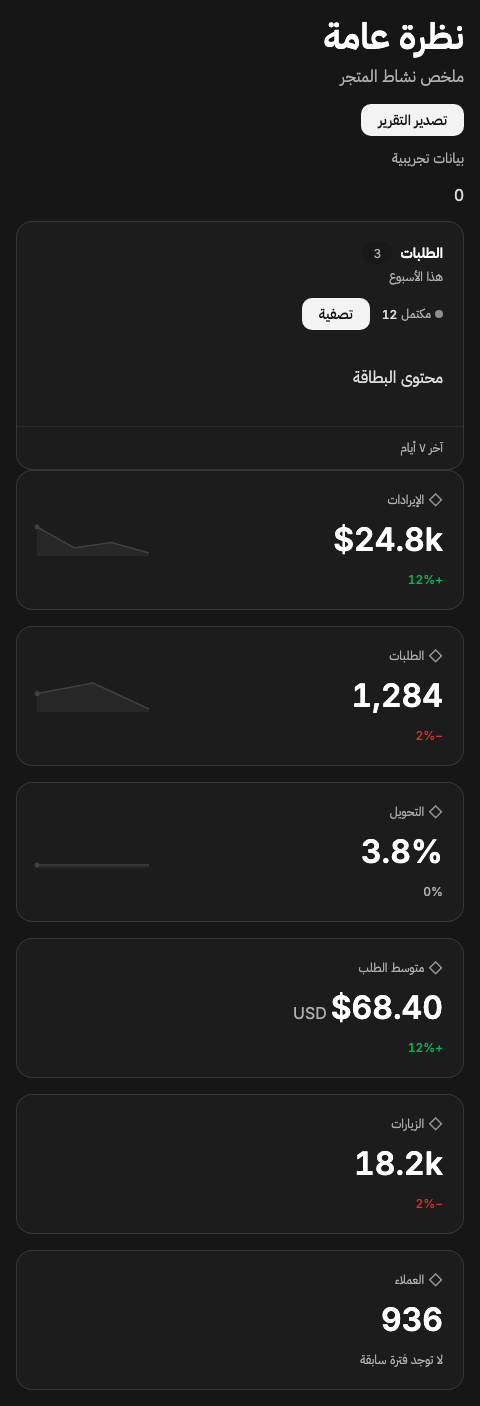 نظرة عامة
ملخص نشاط المتجر
تصدير التقرير
بيانات تجريبية
0
الطلبات 3
هذا الأسبوع
مكتمل 12 تصفية
محتوى البطاقة
آخر ٧ أيام
الإيرادات
$24.8k
12%+
الطلبات
1,284
2%−
التحويل
3.8%
0%
متوسط الطلب
$68.40 USD
12%+
الزيارات
18.2k
2%−
العملاء
936
لا توجد فترة سابقة